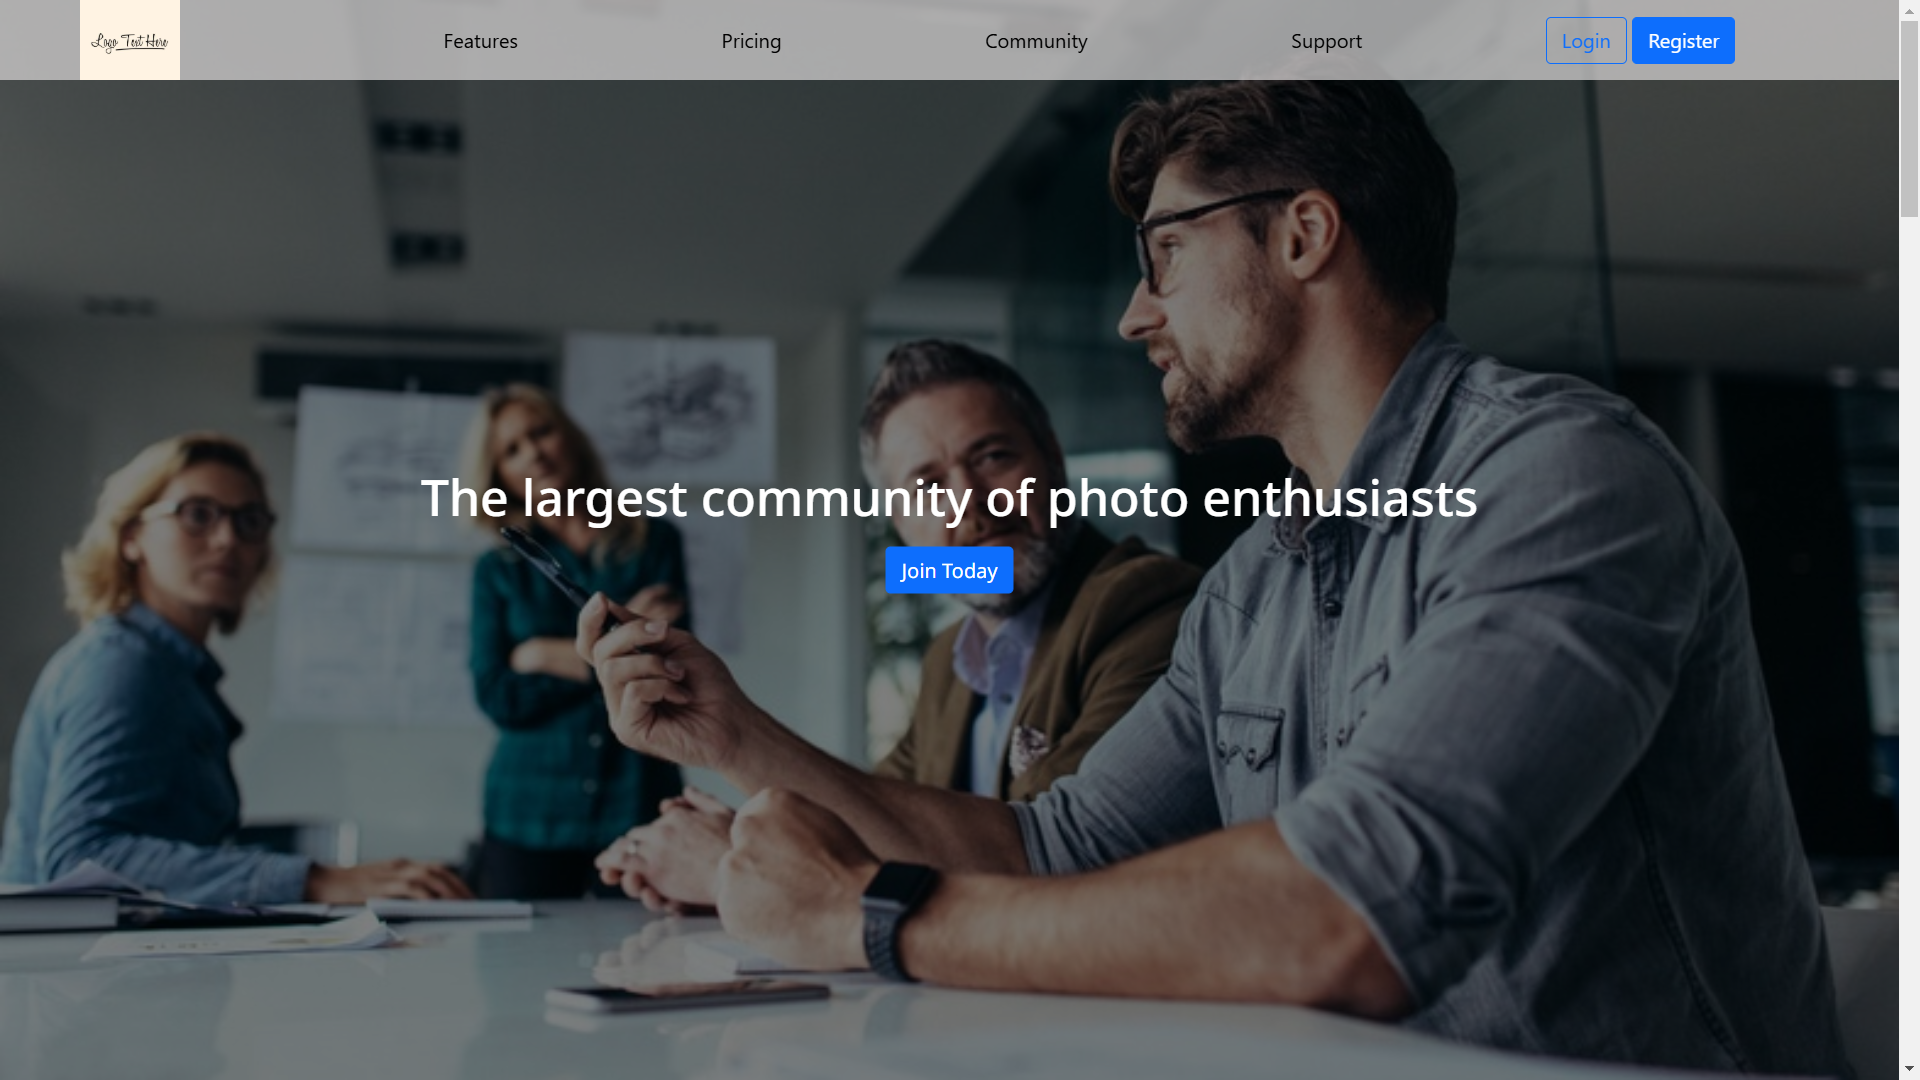 Logo Text Here
Features
Pricing
Community
Support
Login
Register
The largest community of photo enthusiasts
Join Today